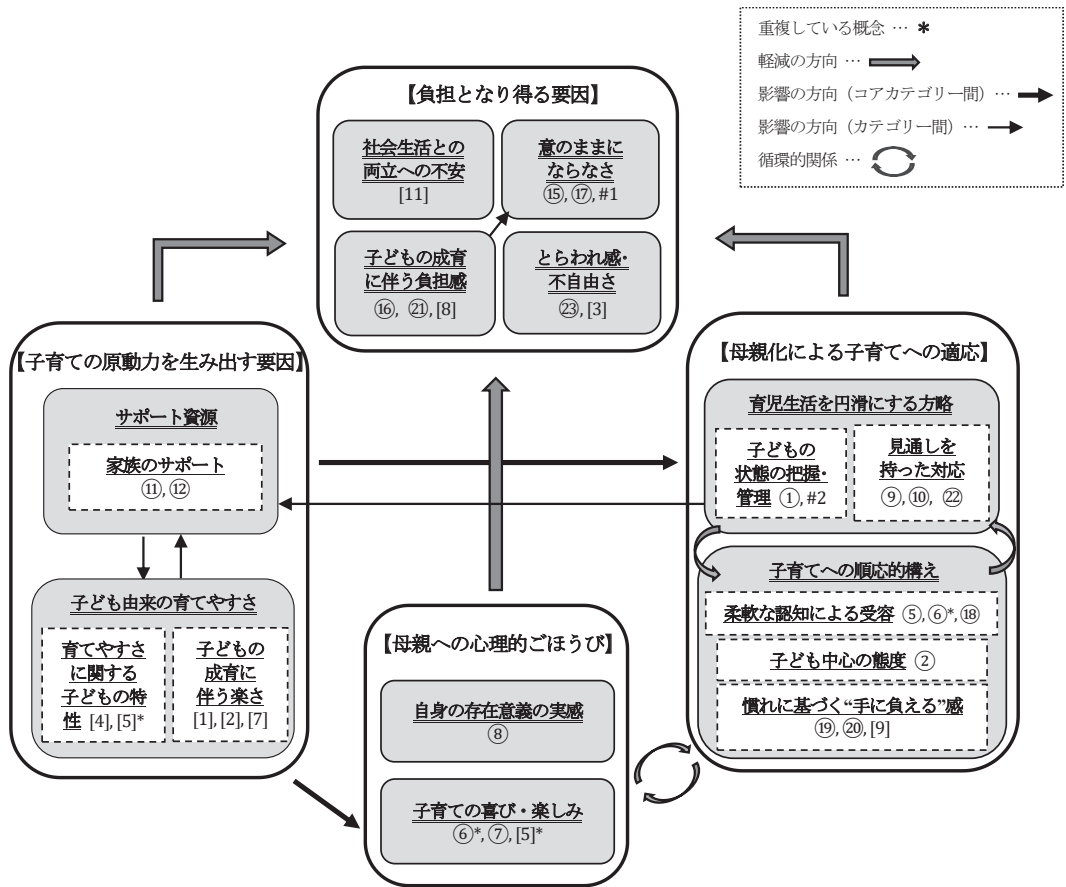 重複している概念 … *
軽減の方向 …
影響の方向（コアカテゴリー間）…
影響の方向（カテゴリー間）…
循環的関係 …
【負担となり得る要因】
社会生活との
両立への不安
[11]
意のままに
ならなさ
⑮, ⑰, #1
子どもの成育
に伴う負担感
⑯, ㉑, [8]
とらわれ感･
不自由さ
㉓, [3]
【子育ての原動力を生み出す要因】
サポート資源
家族のサポート
⑪, ⑫
子ども由来の育てやすさ
育てやすさ
に関する
子どもの特
性 [4], [5]*
子どもの
成育に
伴う楽さ
[1], [2], [7]
【母親への心理的ごほうび】
自身の存在意義の実感
⑧
子育ての喜び・楽しみ
⑥*, ⑦, [5]*
【母親化による子育てへの適応】
育児生活を円滑にする方略
子どもの
状態の把握･
管理 ①, #2
見通しを
持った対応
⑨, ⑩, ㉒
子育てへの順応的構え
柔軟な認知による受容 ⑤, ⑥*, ⑱
子ども中心の態度 ②
慣れに基づく“手に負える”感
⑲, ⑳, [9]